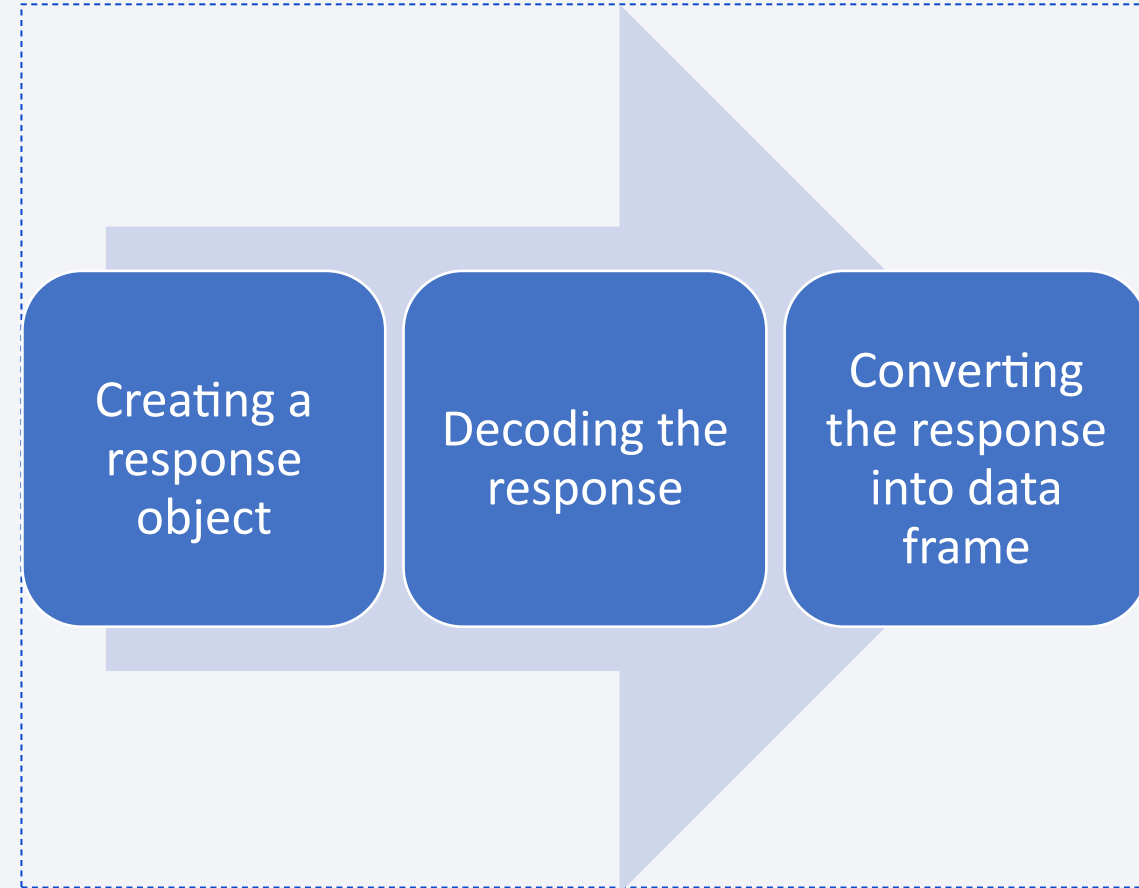 Creating a
response
object
Decoding the
response
Converting
the response
into data
frame